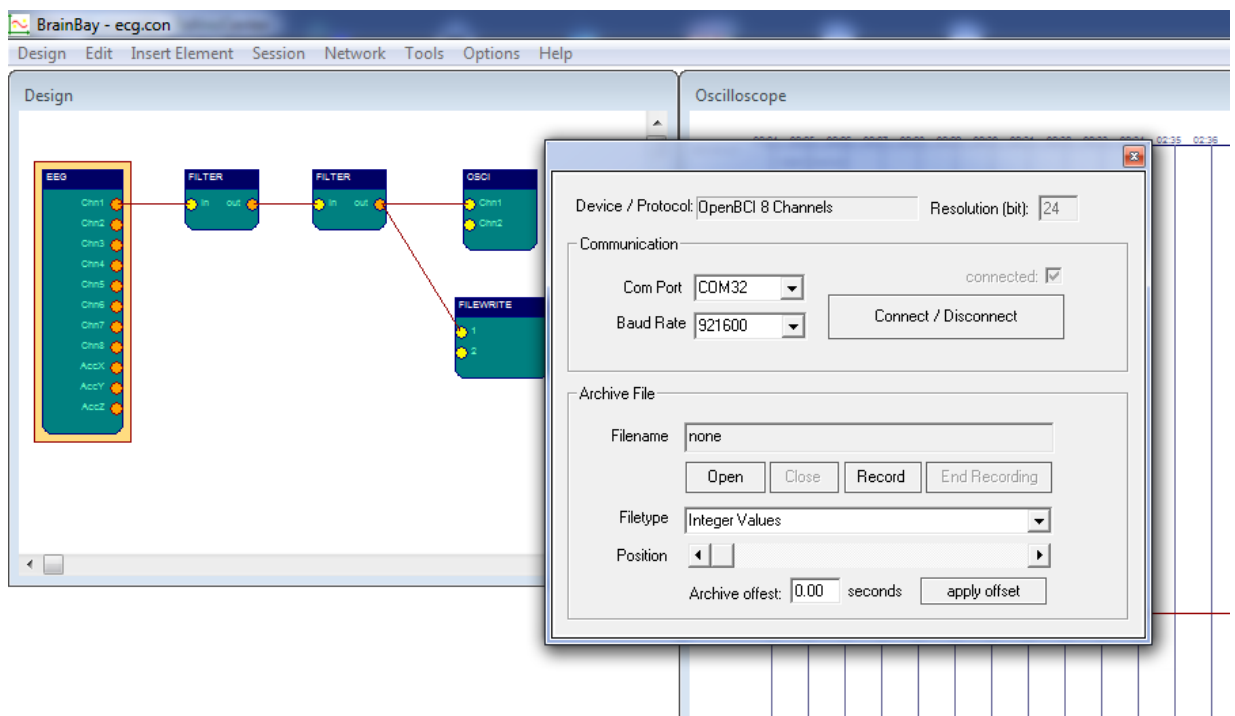 BrainBay - ecg.con
Design Edit Insert Element Session Network Tools Options Help
Design
Oscilloscope
02:35 02:36
EEG
Chn1
Chn2
Chn3
Chn4
Chn5
Chn6
Chn7
Chn8
AccX
AccY
AccZ
FILTER
in out
FILTER
in out
OSCI
Chn1
Chn2
FILEWRITE
1
2
Device / Protocol: OpenBCI 8 Channels Resolution (bit): 24
Communication
connected:
Com Port COM32
Connect / Disconnect
Baud Rate 921600
Archive File
Filename none
Open Close Record End Recording
Filetype Integer Values
Position
Archive offest: 0.00 seconds apply offset